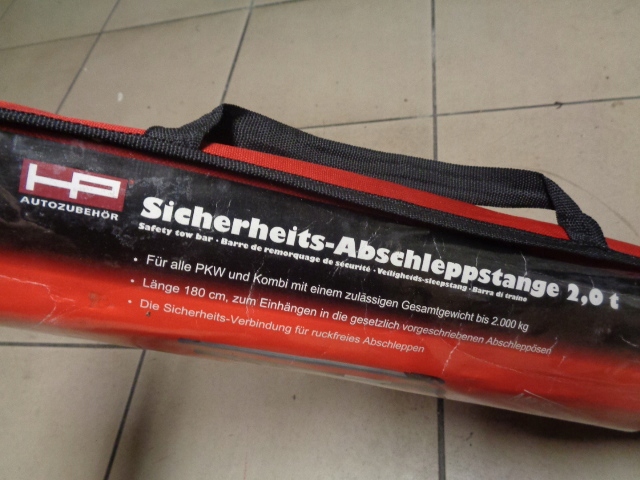 HP
AUTOZUBEHÖR
Sicherheits-Abschleppstange 2,0 t
Safety tow bar · Barre de remorquage de sécurité · Veiligheids-sleepstang · Barra di traino
• Für alle PKW und Kombi mit einem zulässigen Gesamtgewicht bis 2.000 kg
• Länge 180 cm, zum Einhängen in die gesetzlich vorgeschriebenen Abschleppösen
• Die Sicherheits-Verbindung für ruckfreies Abschleppen